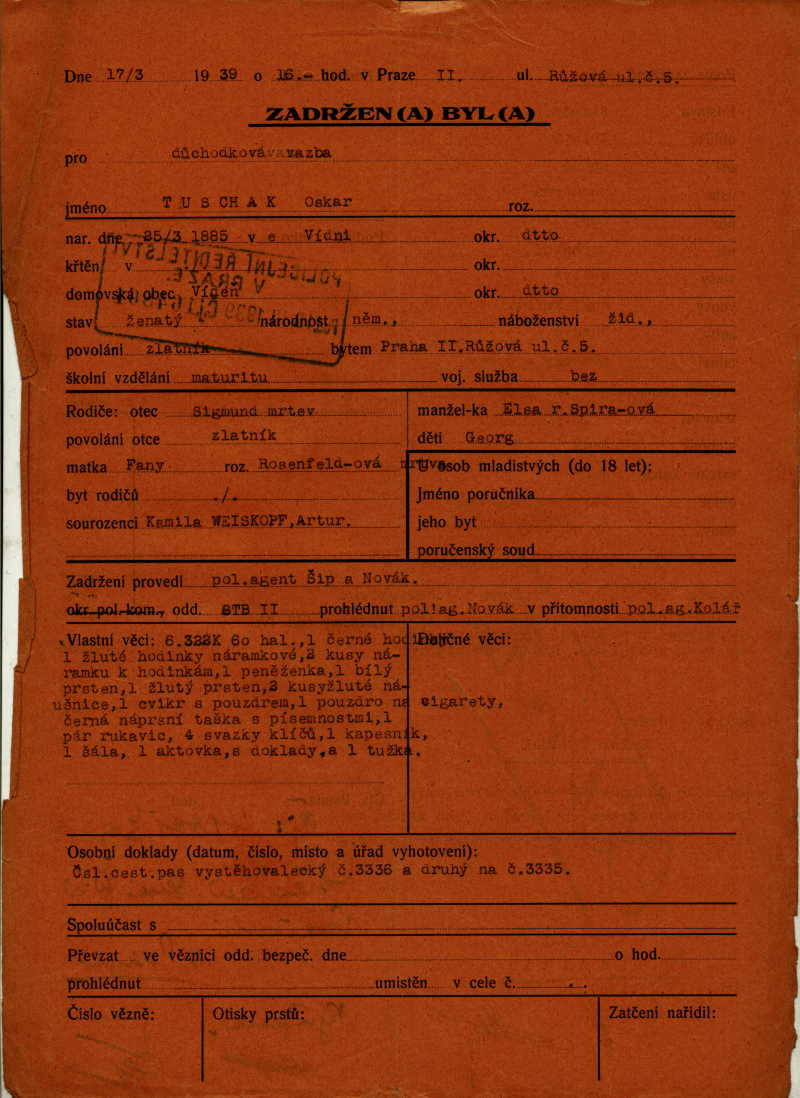 Dne 17/3 1939 o 16.- hod. v Praze II. ul. Růžová ul.č.5.
ZADRŽEN (A) BYL (A)
pro důchodková vazba
jméno TUSCHAK Oskar roz.
nar. dne 25/3 1885 v e Vídni okr. dtto
křtěn v okr.
domovská obec Vídeň okr. dtto
stav ženatý národnost něm., náboženství žid.,
povolání zlatník bytem Praha II.Růžová ul.č.5.
školní vzdělání maturitu voj. služba bez
Rodiče: otec Sigmund mrtev manžel-ka Elsa r.Spira-ová
povolání otce zlatník děti Georg
matka Fany roz. Rosenfeld-ová mrtva U osob mladistvých (do 18 let):
byt rodičů ./. Jméno poručníka
sourozenci Kamila WEISKOPF,Artur. jeho byt
poručenský soud
Zadržení provedl pol.agent Šíp a Novák.
okr. pol. kom., odd. STB II prohlédnut pol!ag.Novák v přítomnosti pol.ag.Kolář
Vlastní věci: 6.322K 60 hal.,1 černé hodinky
1 žluté hodinky náramkové,2 kusy ná-
ramku k hodinkám,1 peněženka,1 bílý
prsten,1 žlutý prsten,2 kusyžluté ná-
ušnice,1 cvikr s pouzdrem,1 pouzdro na cigarety,
černá náprsní taška s písemnostmi,1
pár rukavic, 4 svazky klíčů,1 kapesník,
1 šála, 1 aktovka,s doklady,a 1 tužka.
Doličné věci:
Osobní doklady (datum, číslo, místo a úřad vyhotovení):
Čsl.cest.pas vystěhovalecký č.3336 a druhý na č.3335.
Spoluúčast s
Převzat ve věznici odd. bezpeč. dne o hod.
prohlédnut umístěn v cele č.
Číslo vězně: Otisky prstů: Zatčení nařídil: